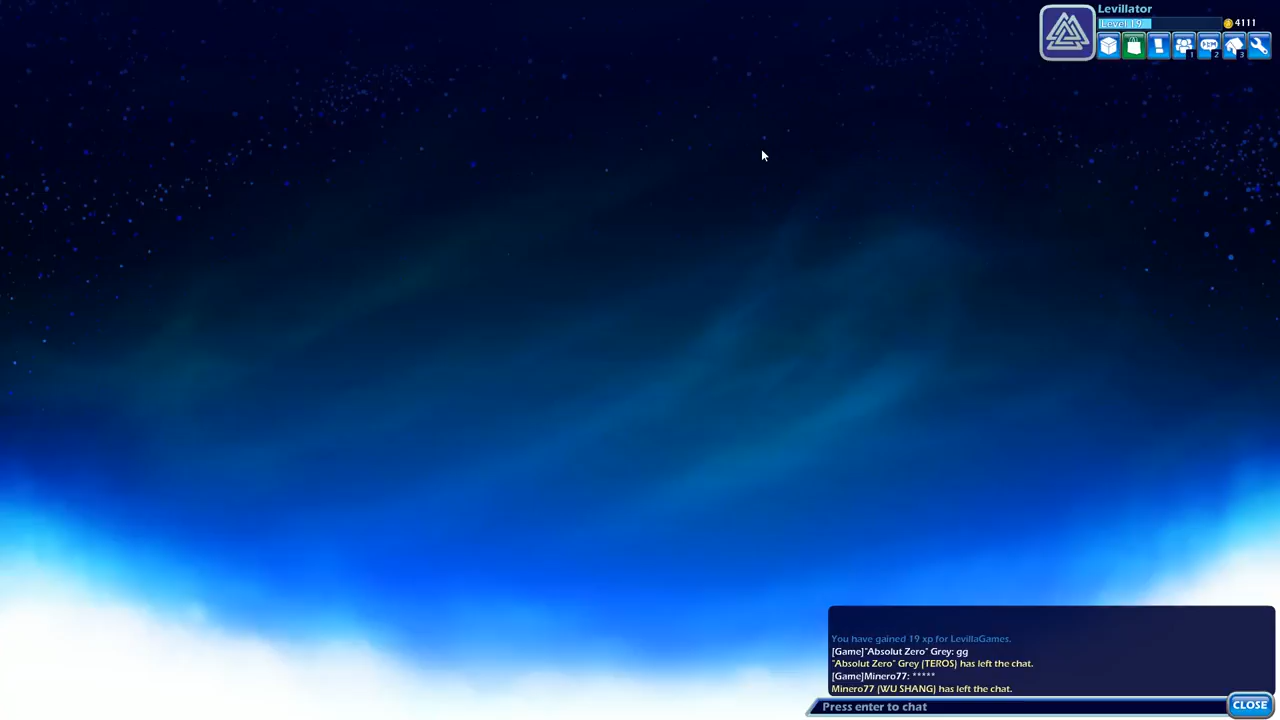 Levillator
Level 19
4111
1
2
3
You have gained 19 xp for LevillaGames.
[Game]"Absolut Zero" Grey: gg
"Absolut Zero" Grey (TEROS) has left the chat.
[Game]Minero77: *****
Minero77 (WU SHANG) has left the chat.
Press enter to chat
CLOSE